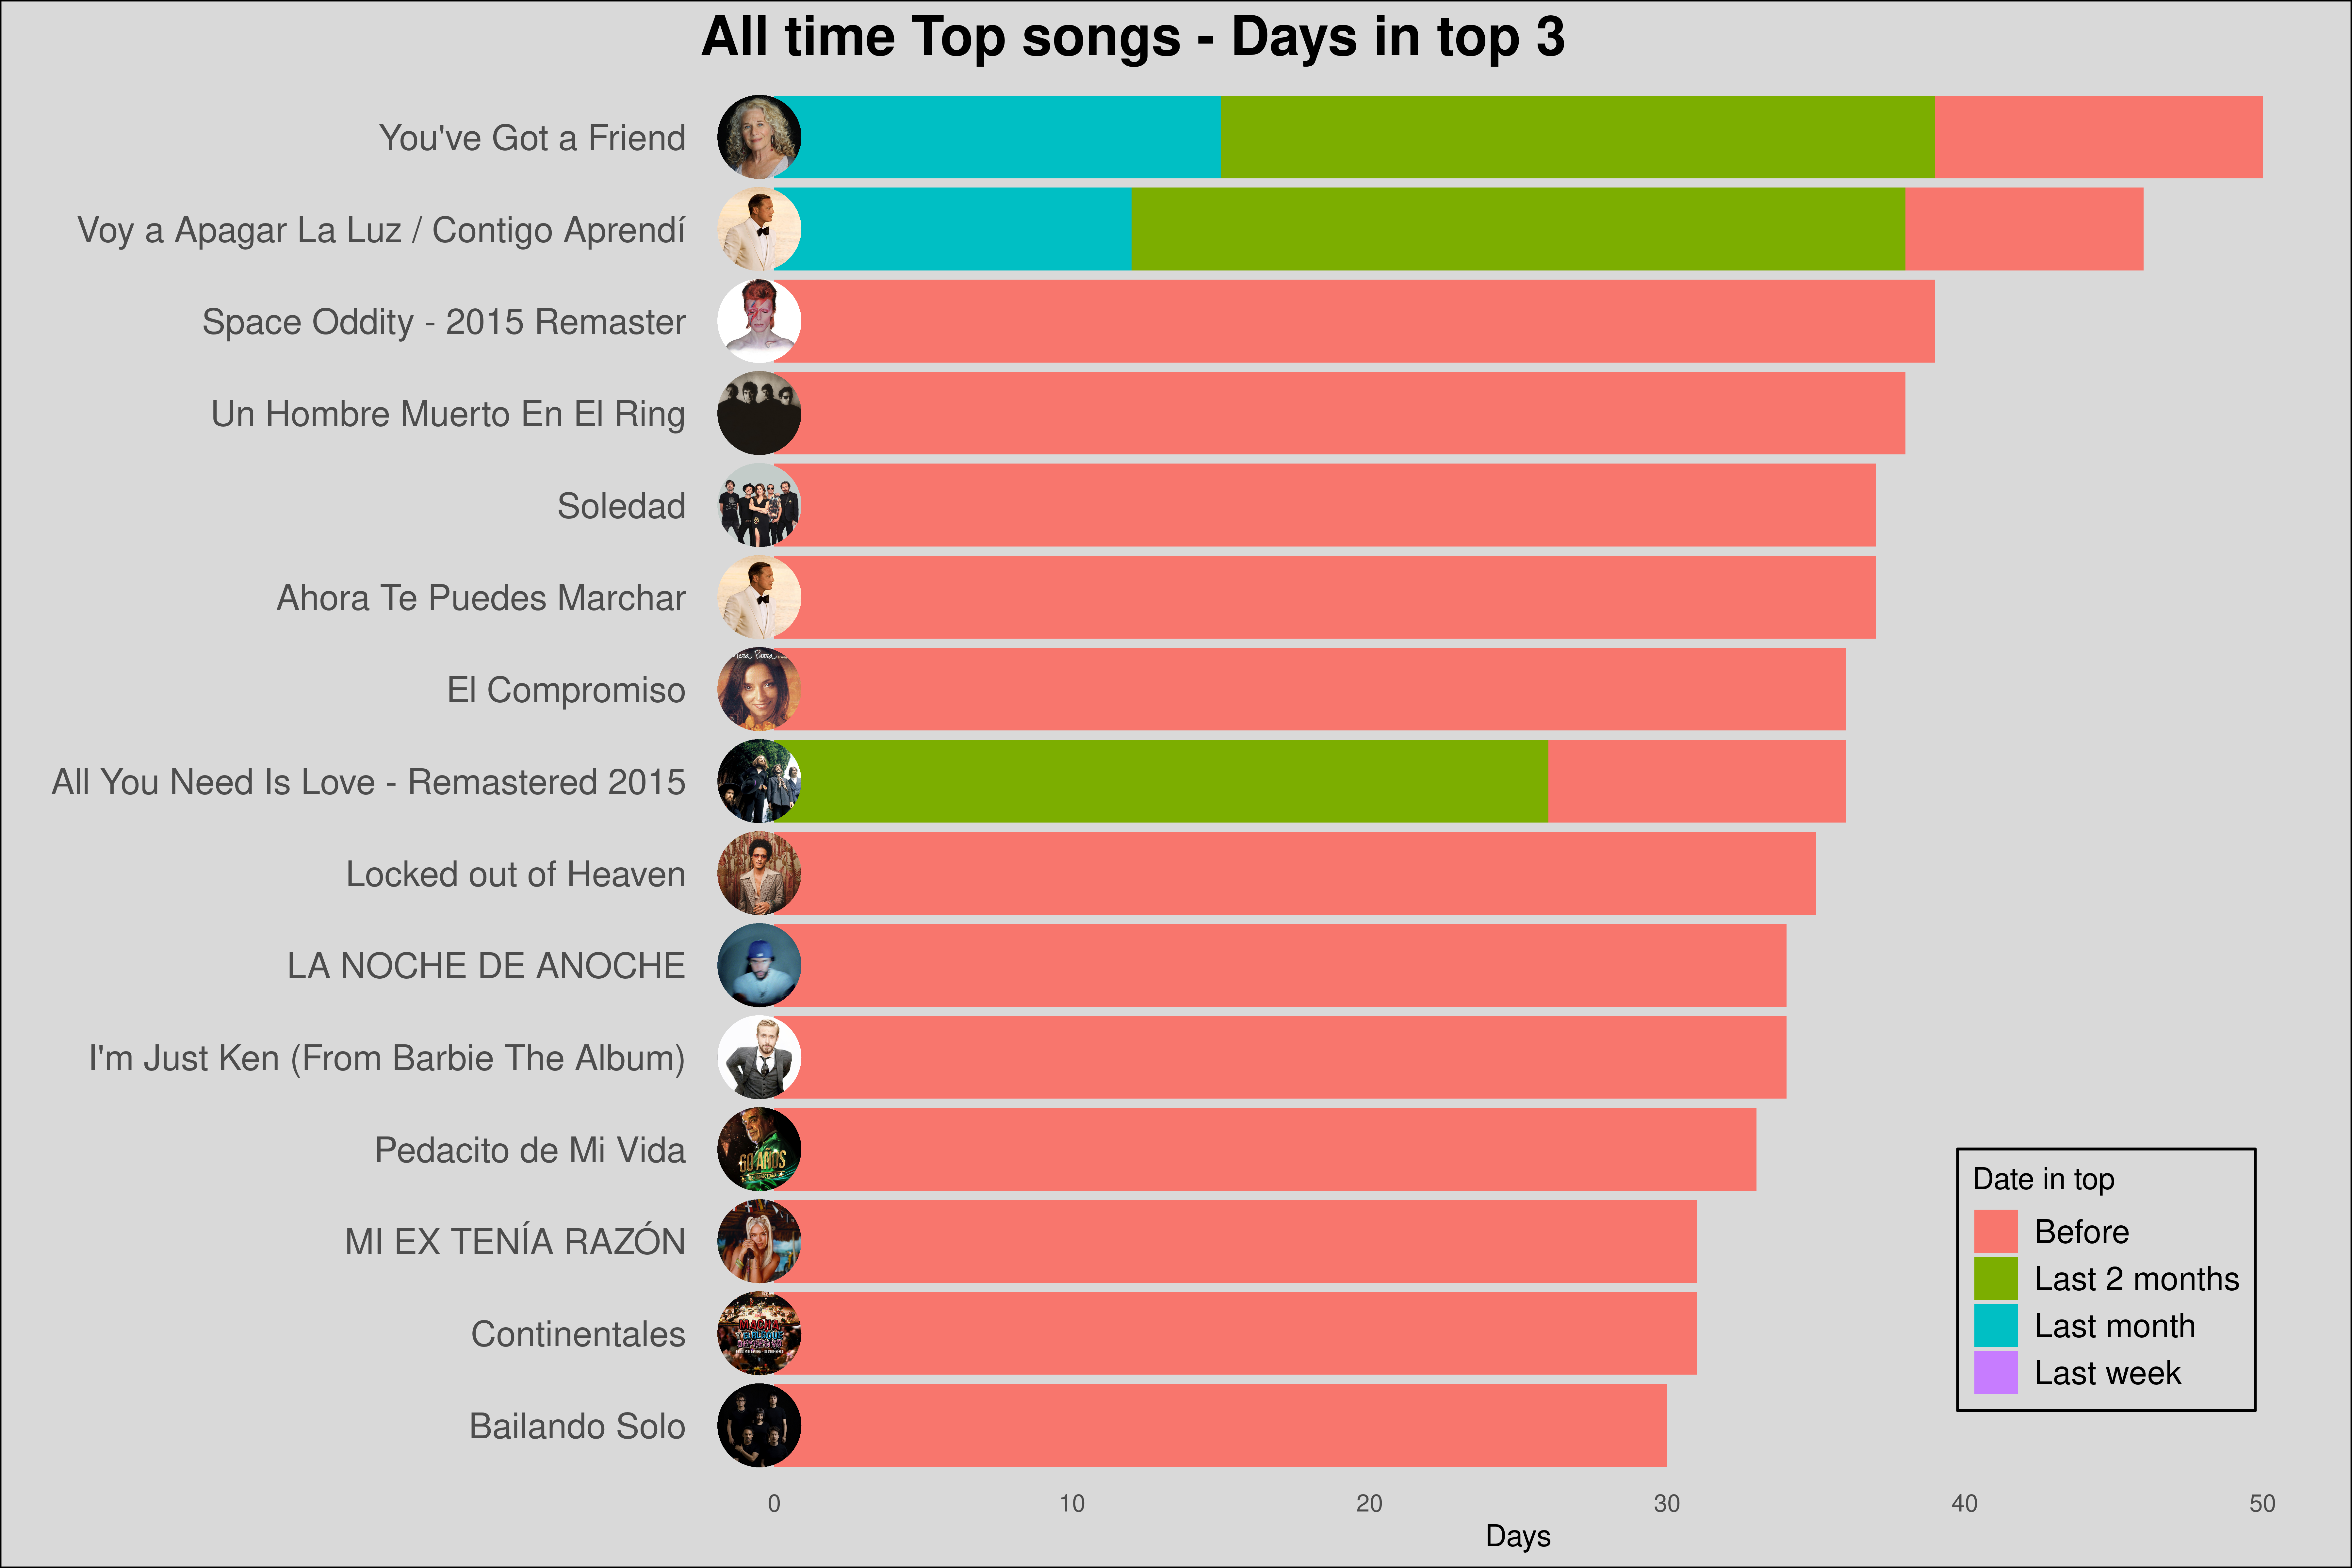 All time Top songs - Days in top 3
You've Got a Friend
Voy a Apagar La Luz / Contigo Aprendí
Space Oddity - 2015 Remaster
Un Hombre Muerto En El Ring
Soledad
Ahora Te Puedes Marchar
El Compromiso
All You Need Is Love - Remastered 2015
Locked out of Heaven
LA NOCHE DE ANOCHE
I'm Just Ken (From Barbie The Album)
Pedacito de Mi Vida
60 AÑOS
MI EX TENÍA RAZÓN
Continentales
MACHA
Bailando Solo
Date in top
Before
Last 2 months
Last month
Last week
0 10 20 30 40 50
Days